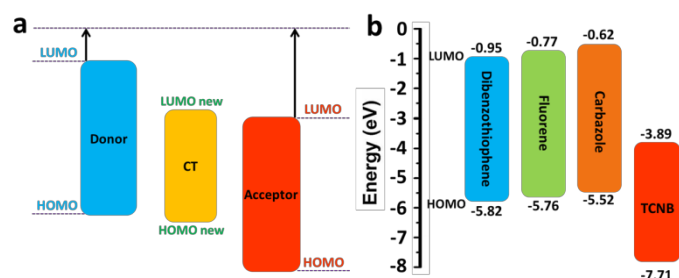 a
LUMO
LUMO new
LUMO
Donor
CT
Acceptor
HOMO
HOMO new
HOMO
b
Energy (eV)
0
-1
-2
-3
-4
-5
-6
-7
-8
LUMO
HOMO
-0.95
Dibenzothiophene
-5.82
-0.77
Fluorene
-5.76
-0.62
Carbazole
-5.52
-3.89
TCNB
-7.71